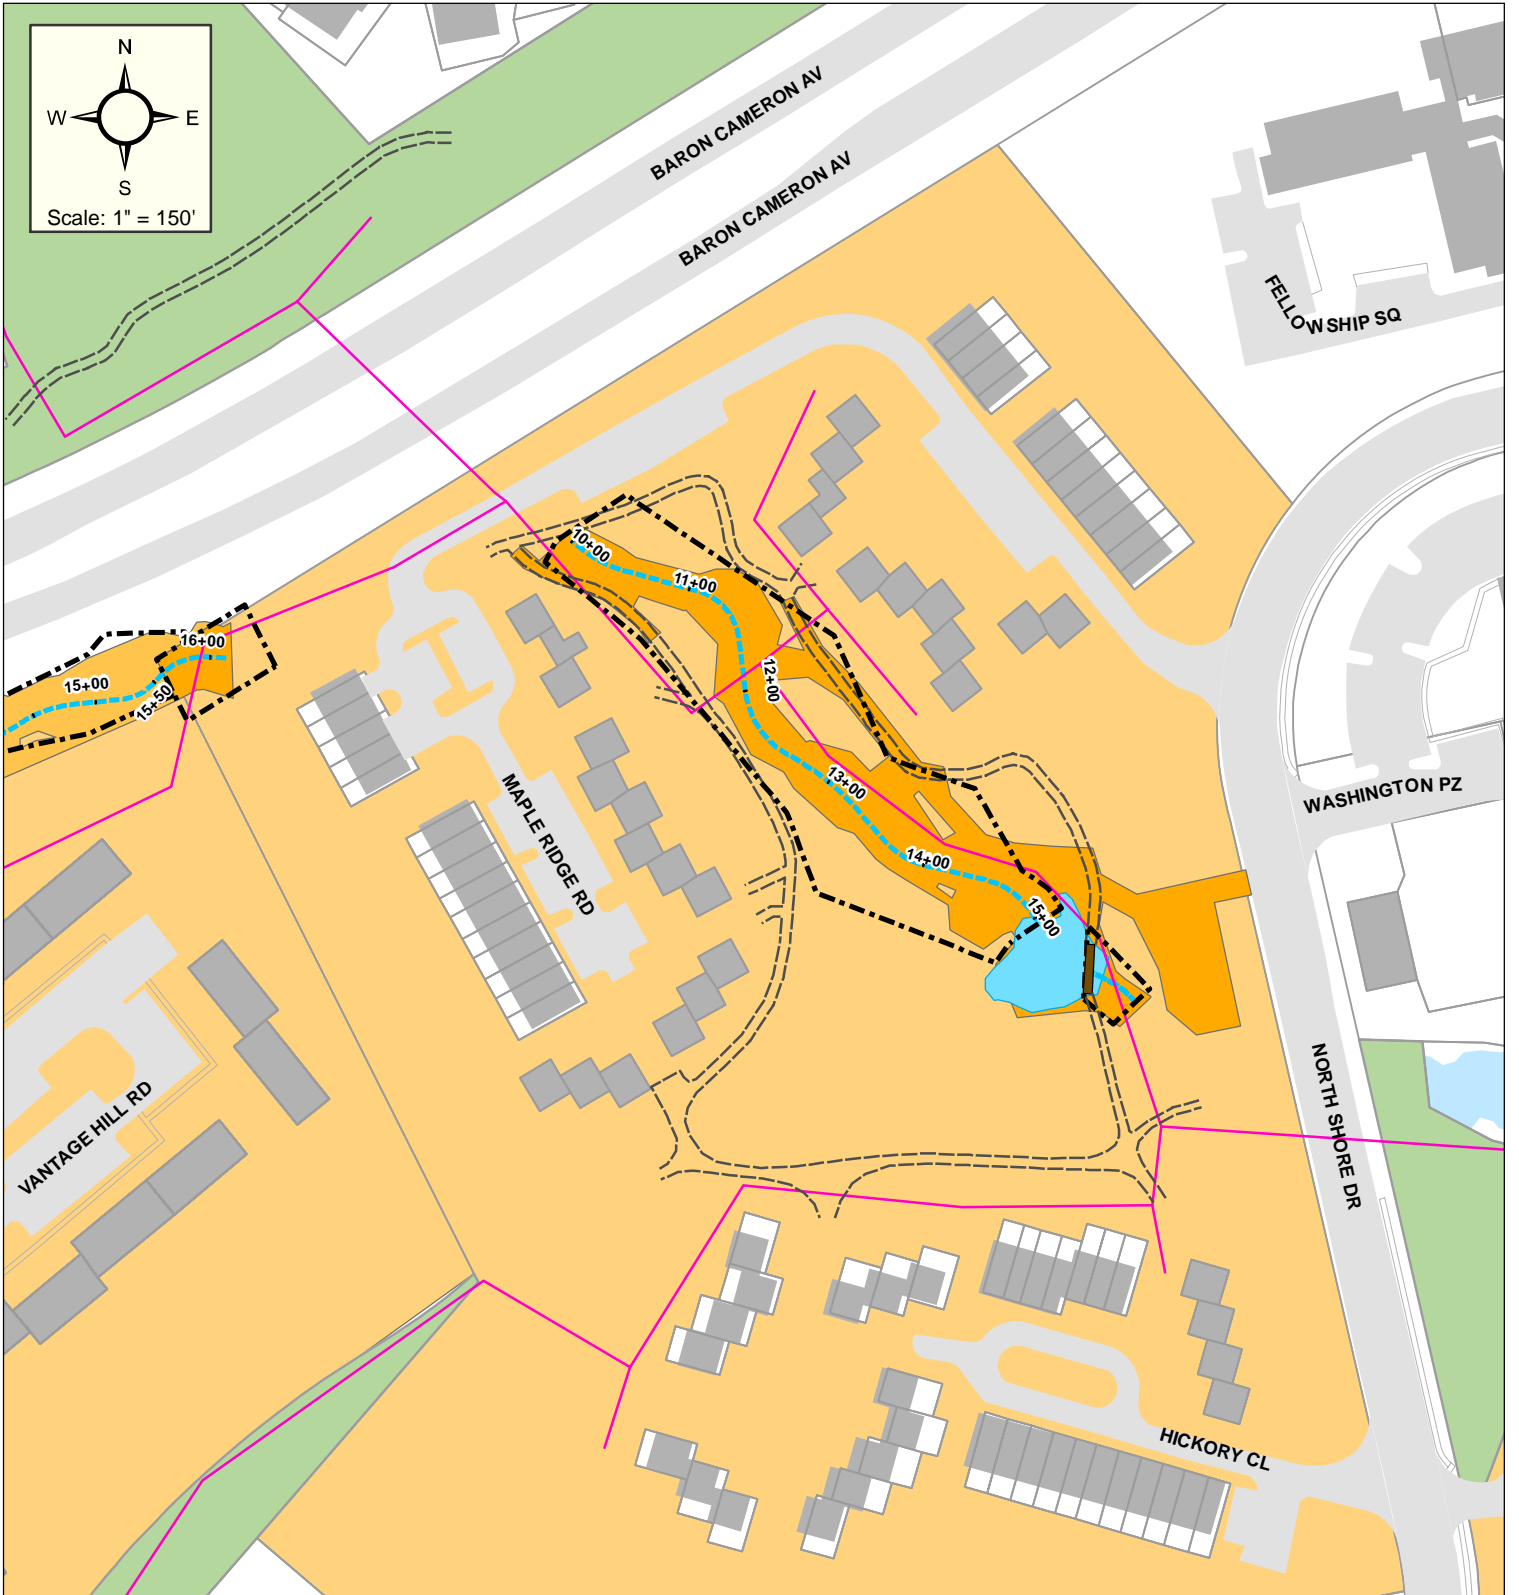 N
W E
S
Scale: 1" = 150'
BARON CAMERON AV
BARON CAMERON AV
FELLOWSHIP SQ
10+00
11+00
16+00
12+00
15+00
15+50
13+00
WASHINGTON PZ
MAPLE RIDGE RD
14+00
15+00
VANTAGE HILL RD
NORTH SHORE DR
HICKORY CL